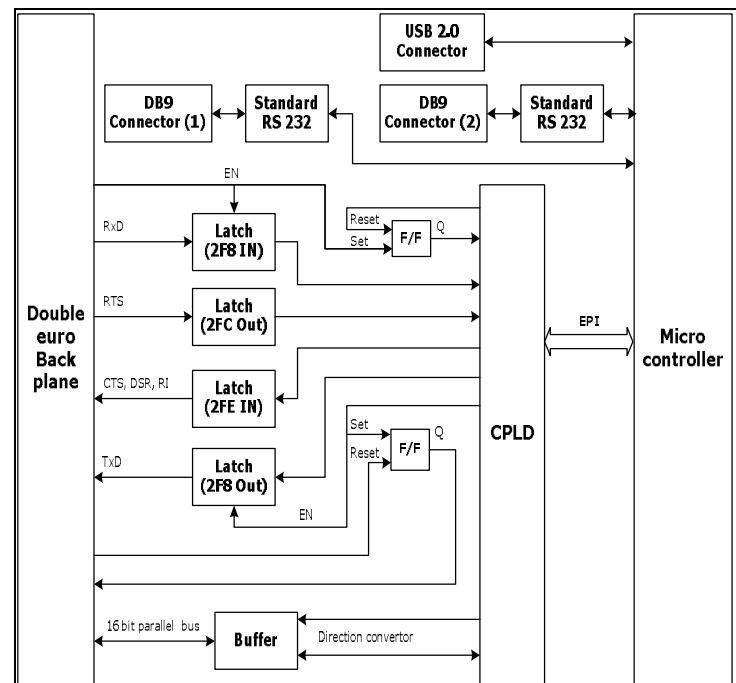 USB 2.0
Connector
DB9
Connector (1)
Standard
RS 232
DB9
Connector (2)
Standard
RS 232
EN
RxD
Latch
(2F8 IN)
Reset
Set
F/F
Q
RTS
Latch
(2FC Out)
Double
euro
Back
plane
EPI
Micro
controller
CTS, DSR, RI
Latch
(2FE IN)
CPLD
Set
Reset
F/F
Q
TxD
Latch
(2F8 Out)
EN
16 bit parallel bus
Buffer
Direction convertor